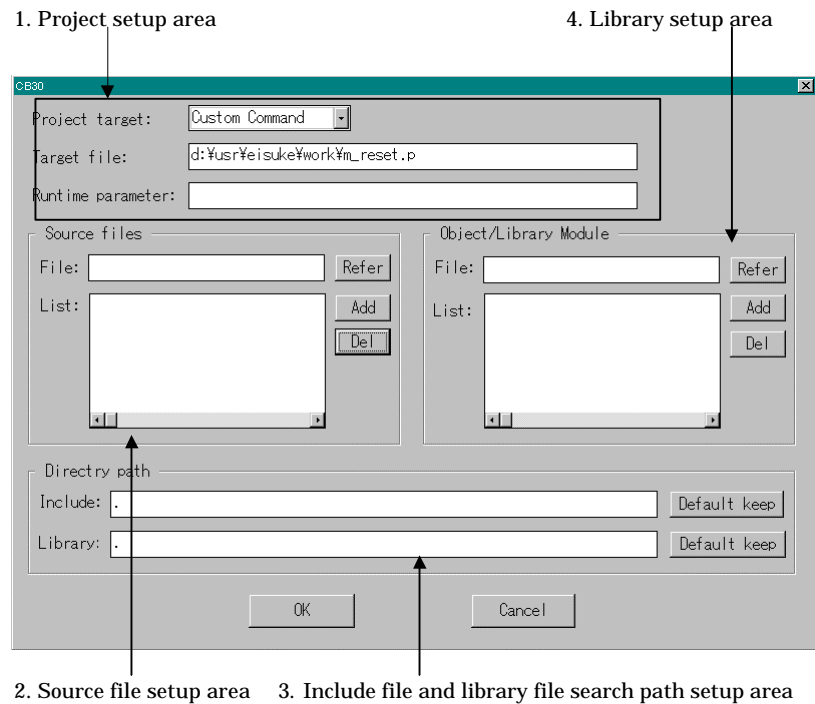 1. Project setup area
4. Library setup area
CB30
Project target:
Custom Command
Target file:
d:¥usr¥eisuke¥work¥m_reset.p
Runtime parameter:
Source files
File:
Refer
List:
Add
Del
Object/Library Module
File:
Refer
List:
Add
Del
Directry path
Include:
.
Default keep
Library:
.
Default keep
OK
Cancel
2. Source file setup area
3. Include file and library file search path setup area